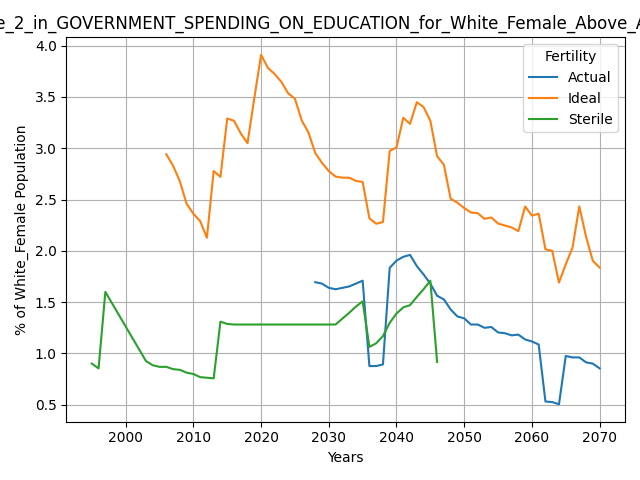 e_2_in_GOVERNMENT_SPENDING_ON_EDUCATION_for_White_Female_Above_A
Fertility
Actual
Ideal
Sterile
% of White_Female Population
4.0
3.5
3.0
2.5
2.0
1.5
1.0
0.5
2000 2010 2020 2030 2040 2050 2060 2070
Years